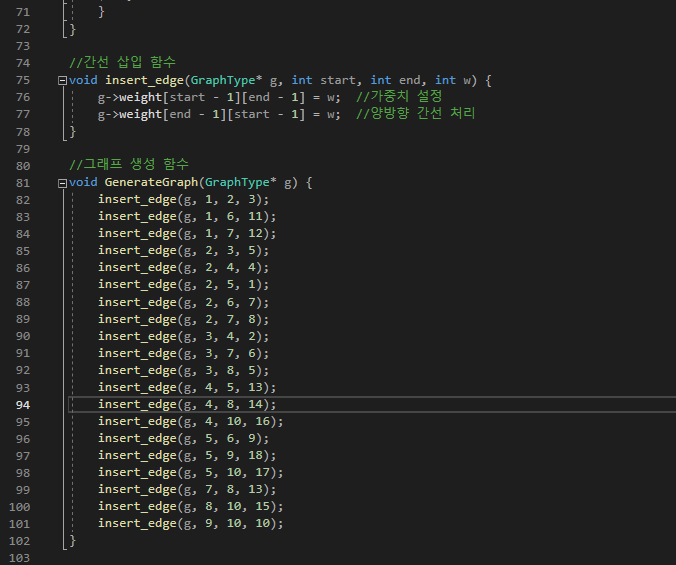 71 }
72 }
73
74 //간선 삽입 함수
75 void insert_edge(GraphType* g, int start, int end, int w) {
76 g->weight[start - 1][end - 1] = w; //가중치 설정
77 g->weight[end - 1][start - 1] = w; //양방향 간선 처리
78 }
79
80 //그래프 생성 함수
81 void GenerateGraph(GraphType* g) {
82 insert_edge(g, 1, 2, 3);
83 insert_edge(g, 1, 6, 11);
84 insert_edge(g, 1, 7, 12);
85 insert_edge(g, 2, 3, 5);
86 insert_edge(g, 2, 4, 4);
87 insert_edge(g, 2, 5, 1);
88 insert_edge(g, 2, 6, 7);
89 insert_edge(g, 2, 7, 8);
90 insert_edge(g, 3, 4, 2);
91 insert_edge(g, 3, 7, 6);
92 insert_edge(g, 3, 8, 5);
93 insert_edge(g, 4, 5, 13);
94 insert_edge(g, 4, 8, 14);
95 insert_edge(g, 4, 10, 16);
96 insert_edge(g, 5, 6, 9);
97 insert_edge(g, 5, 9, 18);
98 insert_edge(g, 5, 10, 17);
99 insert_edge(g, 7, 8, 13);
100 insert_edge(g, 8, 10, 15);
101 insert_edge(g, 9, 10, 10);
102 }
103